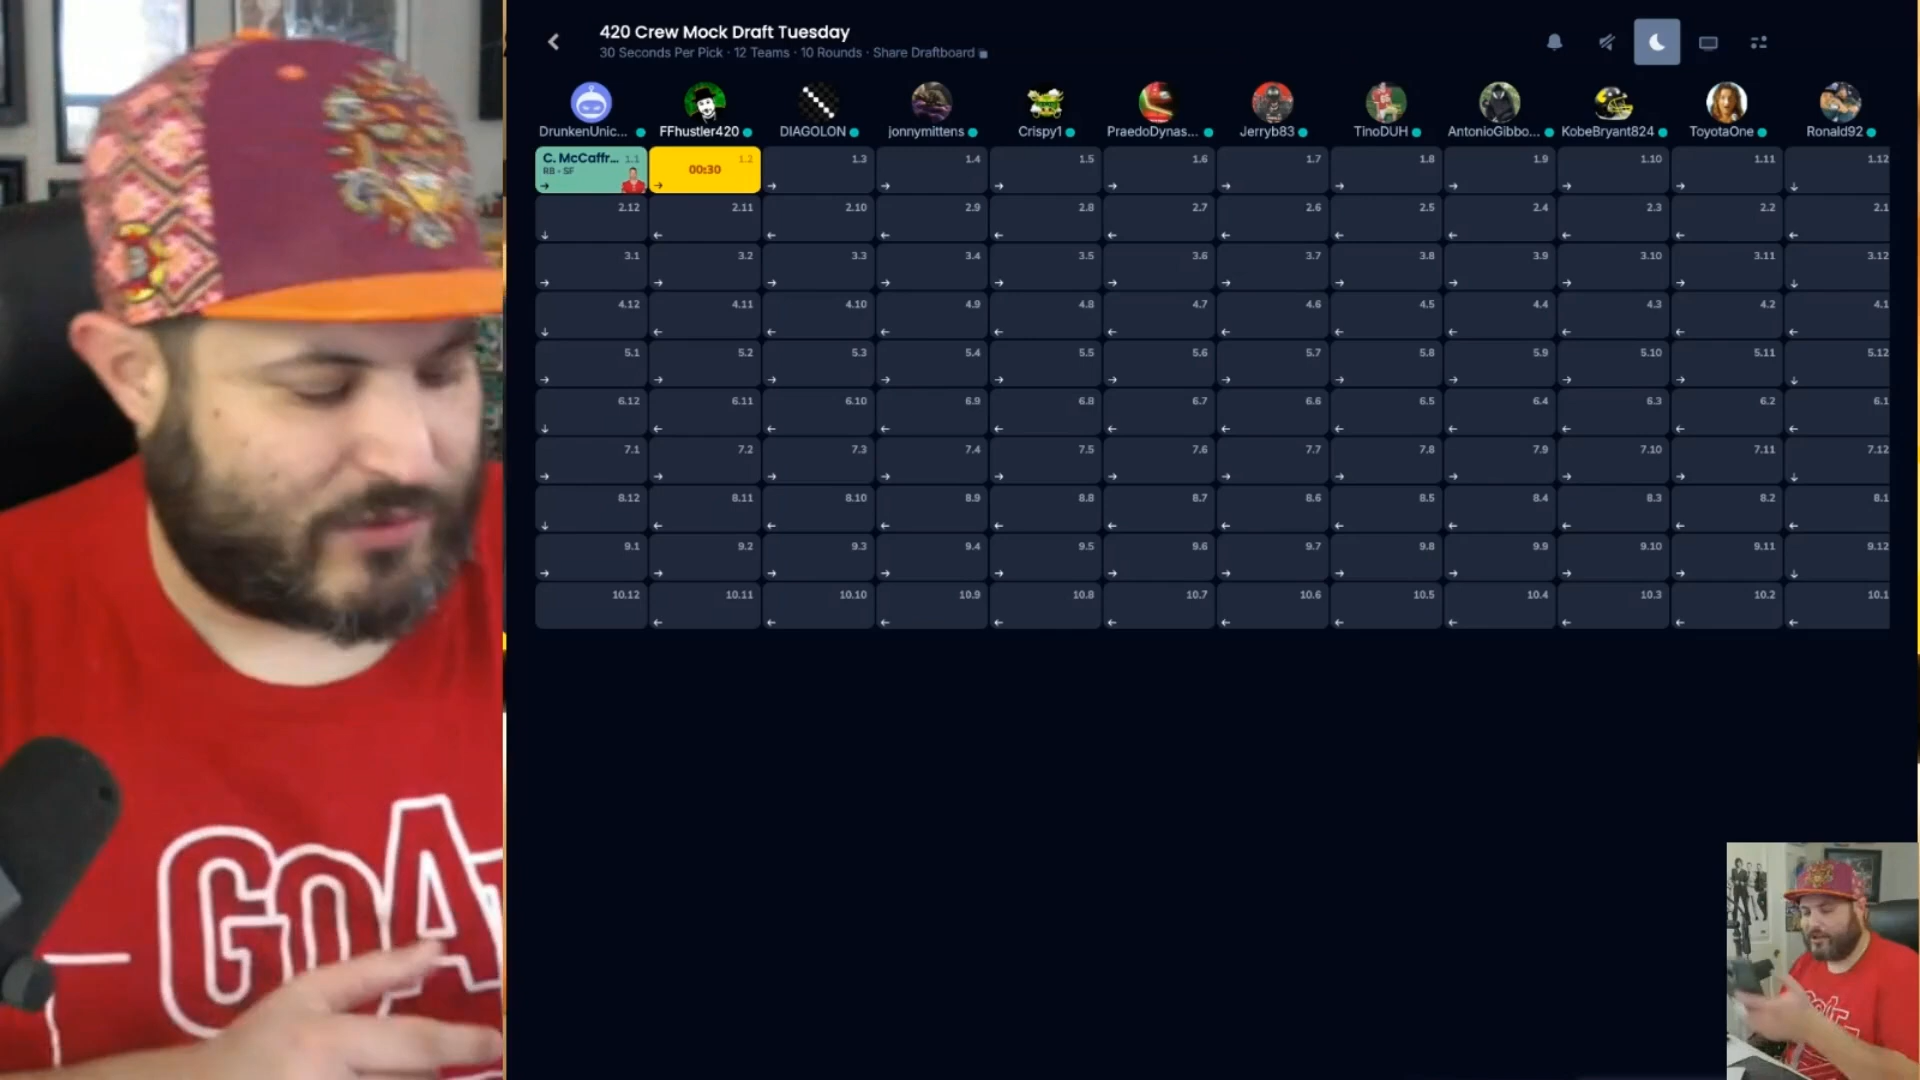 420 Crew Mock Draft Tuesday
30 Seconds Per Pick · 12 Teams · 10 Rounds · Share Draftboard
DrunkenUnic... FFhustler420 DIAGOLON jonnymittens Crispy1 PraedoDynas... Jerryb83 TinoDUH AntonioGibbo... KobeBryant824 ToyotaOne Ronald92
C. McCaffr... 1.1 1.2 1.3 1.4 1.5 1.6 1.7 1.8 1.9 1.10 1.11 1.12
RB - SF 00:30
2.12 2.11 2.10 2.9 2.8 2.7 2.6 2.5 2.4 2.3 2.2 2.1
3.1 3.2 3.3 3.4 3.5 3.6 3.7 3.8 3.9 3.10 3.11 3.12
4.12 4.11 4.10 4.9 4.8 4.7 4.6 4.5 4.4 4.3 4.2 4.1
5.1 5.2 5.3 5.4 5.5 5.6 5.7 5.8 5.9 5.10 5.11 5.12
6.12 6.11 6.10 6.9 6.8 6.7 6.6 6.5 6.4 6.3 6.2 6.1
7.1 7.2 7.3 7.4 7.5 7.6 7.7 7.8 7.9 7.10 7.11 7.12
8.12 8.11 8.10 8.9 8.8 8.7 8.6 8.5 8.4 8.3 8.2 8.1
9.1 9.2 9.3 9.4 9.5 9.6 9.7 9.8 9.9 9.10 9.11 9.12
10.12 10.11 10.10 10.9 10.8 10.7 10.6 10.5 10.4 10.3 10.2 10.1
GOAT